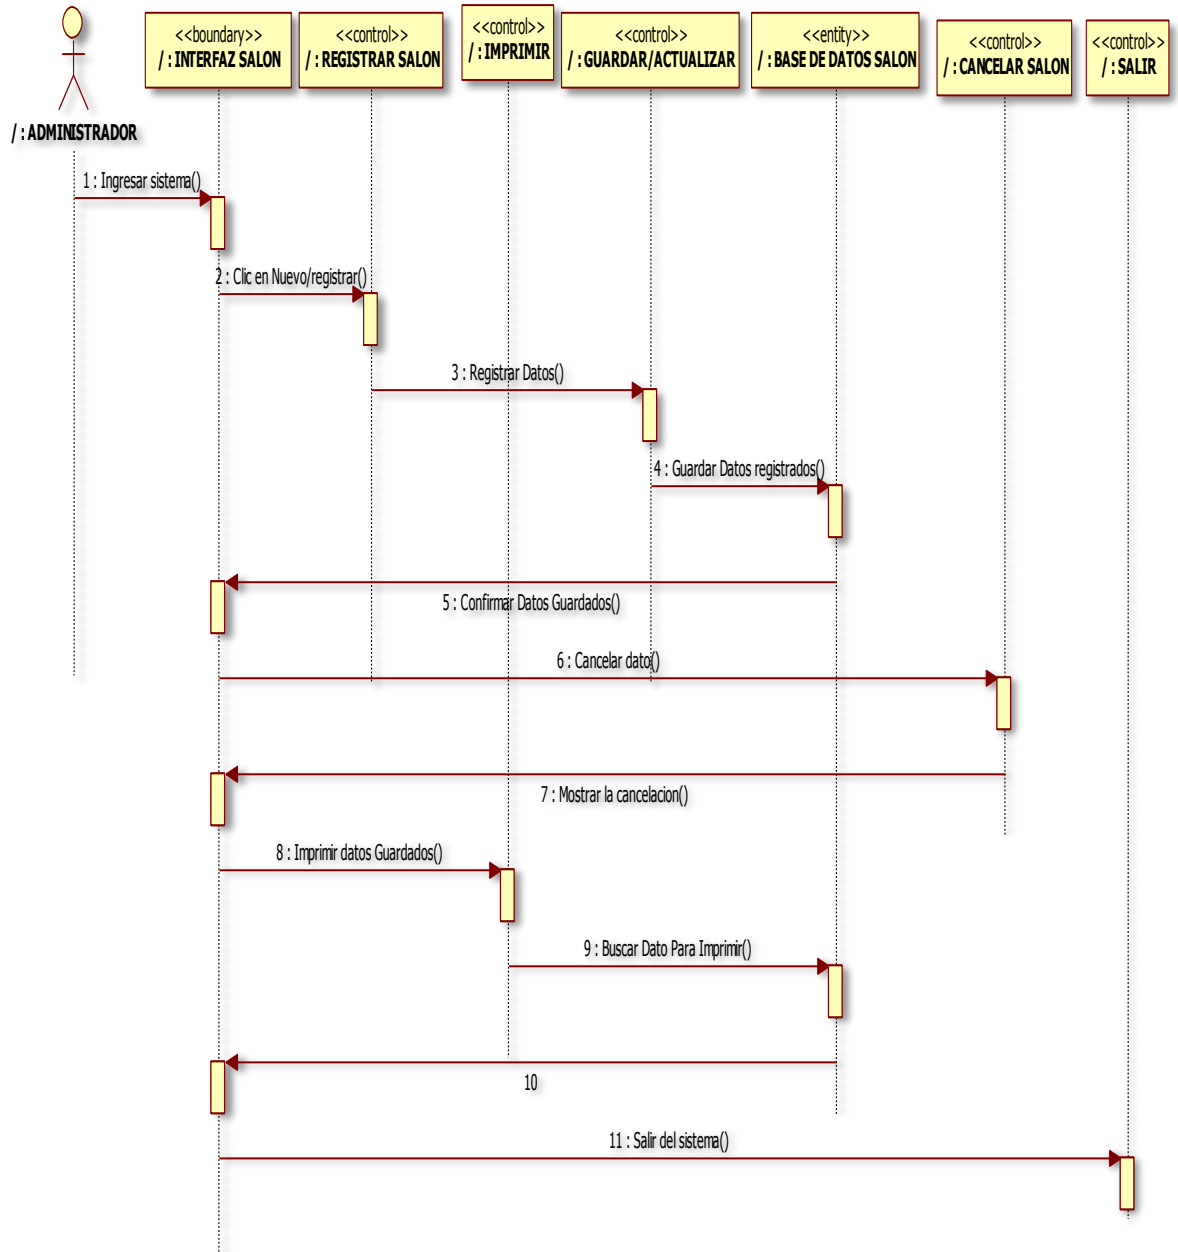 <<boundary>>
/ : INTERFAZ SALON
<<control>>
/ : REGISTRAR SALON
<<control>>
/ : IMPRIMIR
<<control>>
/ : GUARDAR/ACTUALIZAR
<<entity>>
/ : BASE DE DATOS SALON
<<control>>
/ : CANCELAR SALON
<<control>>
/ : SALIR
/ : ADMINISTRADOR
1 : Ingresar sistema()
2 : Clic en Nuevo/registrar()
3 : Registrar Datos()
4 : Guardar Datos registrados()
5 : Confirmar Datos Guardados()
6 : Cancelar dato()
7 : Mostrar la cancelacion()
8 : Imprimir datos Guardados()
9 : Buscar Dato Para Imprimir()
10
11 : Salir del sistema()